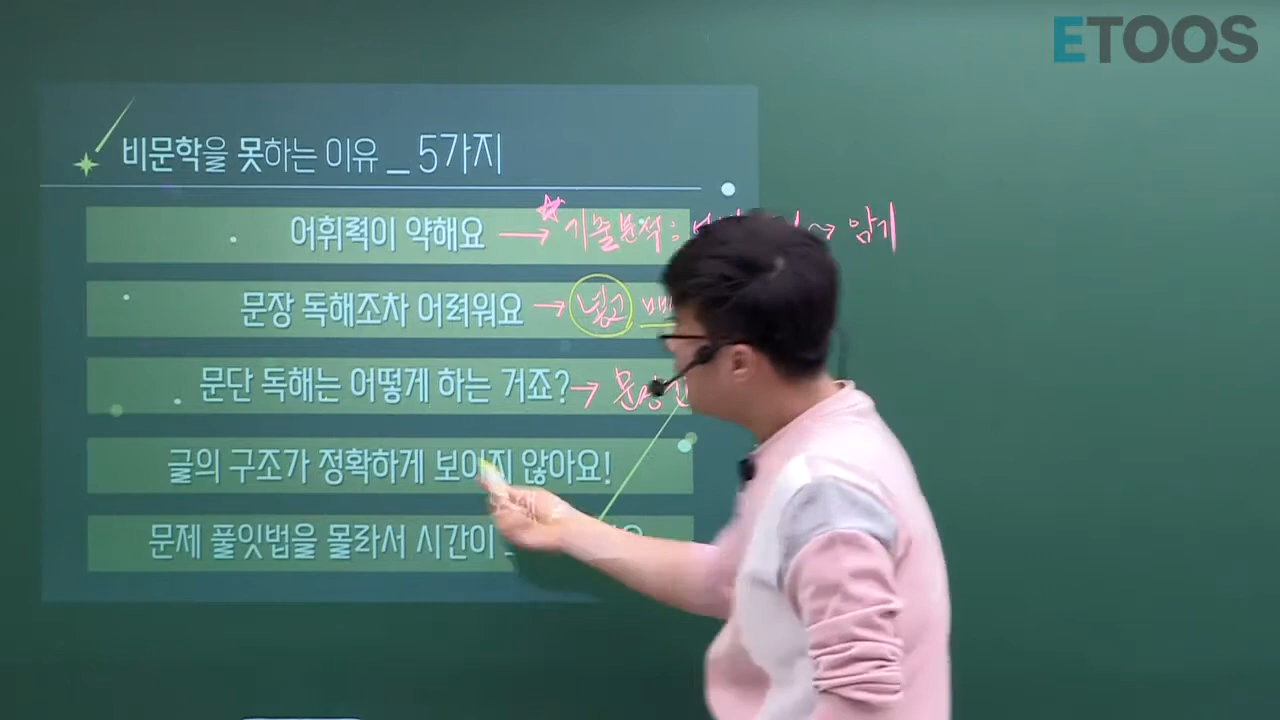 ETOOS
비문학을 못하는 이유 _ 5가지
어휘력이 약해요 → 기출분석: → 암기
문장 독해조차 어려워요 → 넓고
문단 독해는 어떻게 하는 거죠? → 문장
글의 구조가 정확하게 보이지 않아요!
문제 풀잇법을 몰라서 시간이